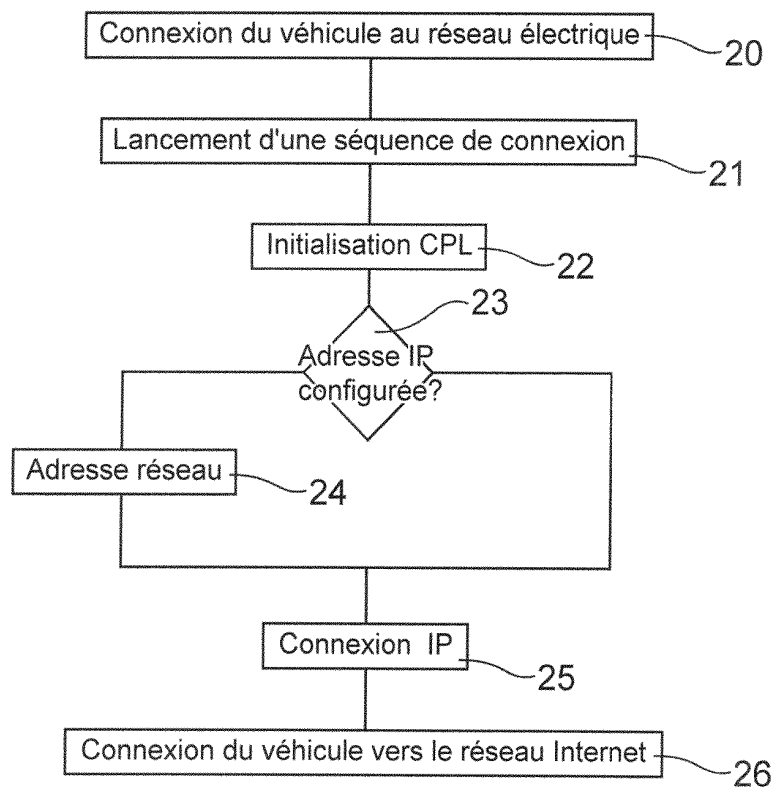 Connexion du véhicule au réseau électrique
20
Lancement d'une séquence de connexion
21
Initialisation CPL
22
23
Adresse IP
configurée?
Adresse réseau
24
Connexion IP
25
Connexion du véhicule vers le réseau Internet
26